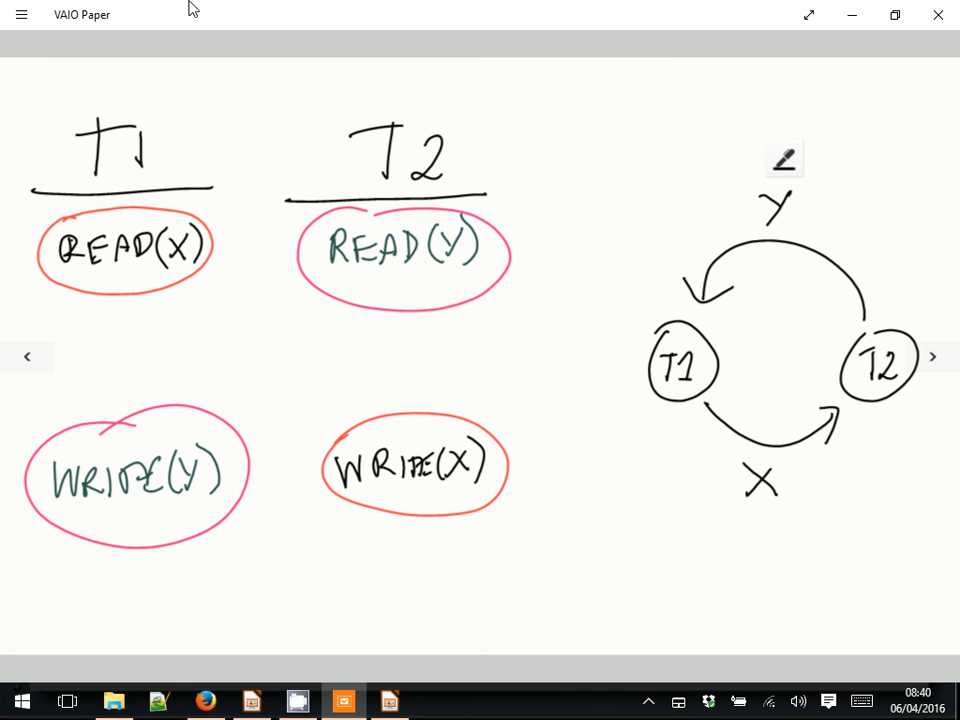 VAIO Paper
T1 T2
READ(X) READ(Y)
WRITE(Y) WRITE(X)
Y
T1 T2
X
08:40
06/04/2016